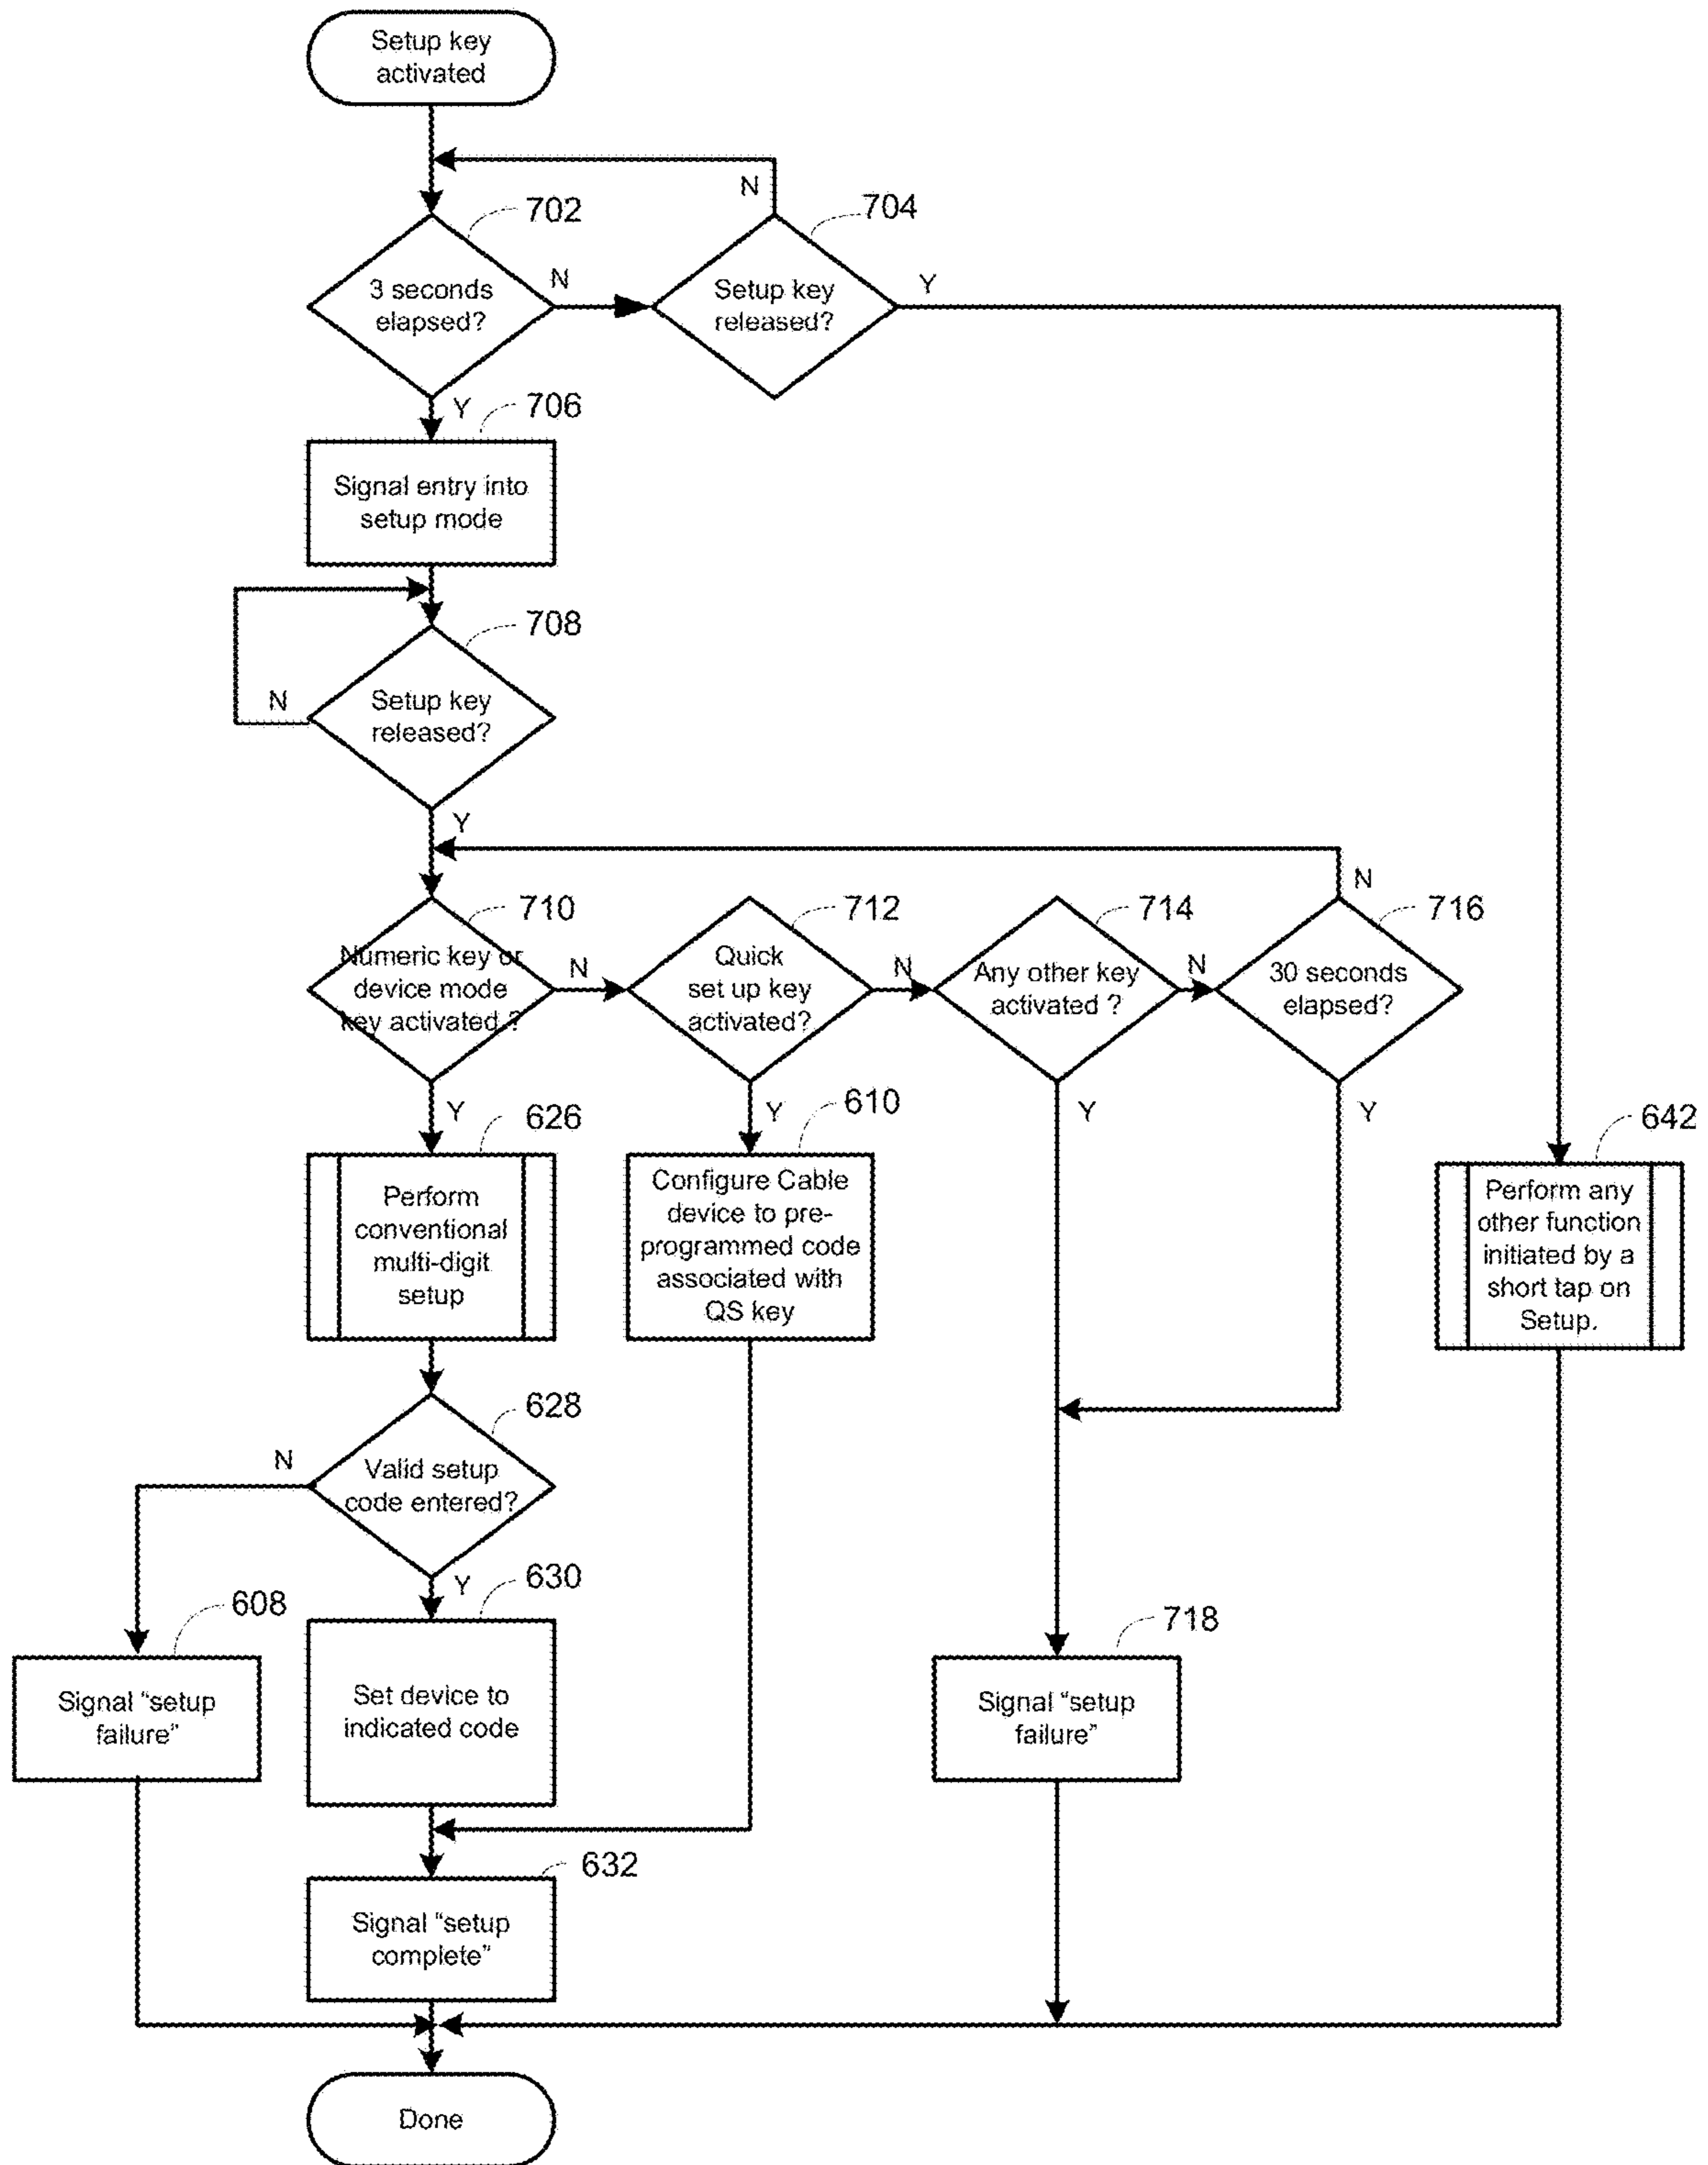 Setup key
activated
N
702
704
3 seconds
elapsed?
N
Setup key
released?
Y
Y
706
Signal entry into
setup mode
708
Setup key
released?
N
Y
N
710
712
714
716
Numeric key or
device mode
key activated ?
N
Quick
set up key
activated?
N
Any other key
activated ?
N
30 seconds
elapsed?
Y
626
Y
610
Y
Y
642
Perform
conventional
multi-digit
setup
Configure Cable
device to pre-
programmed code
associated with
QS key
Perform any
other function
initiated by a
short tap on
Setup.
628
N
Valid setup
code entered?
Y
630
608
718
Signal “setup
failure”
Set device to
indicated code
Signal “setup
failure”
632
Signal “setup
complete”
Done